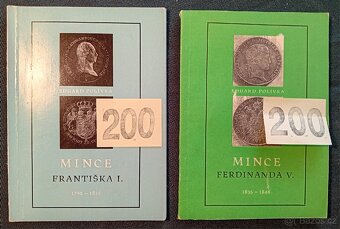 EDUARD POLÍVKA
200
MINCE
FRANTIŠKA I.
EDUARD POLÍVKA
200
MINCE
FERDINANDA V.
1835 – 1848